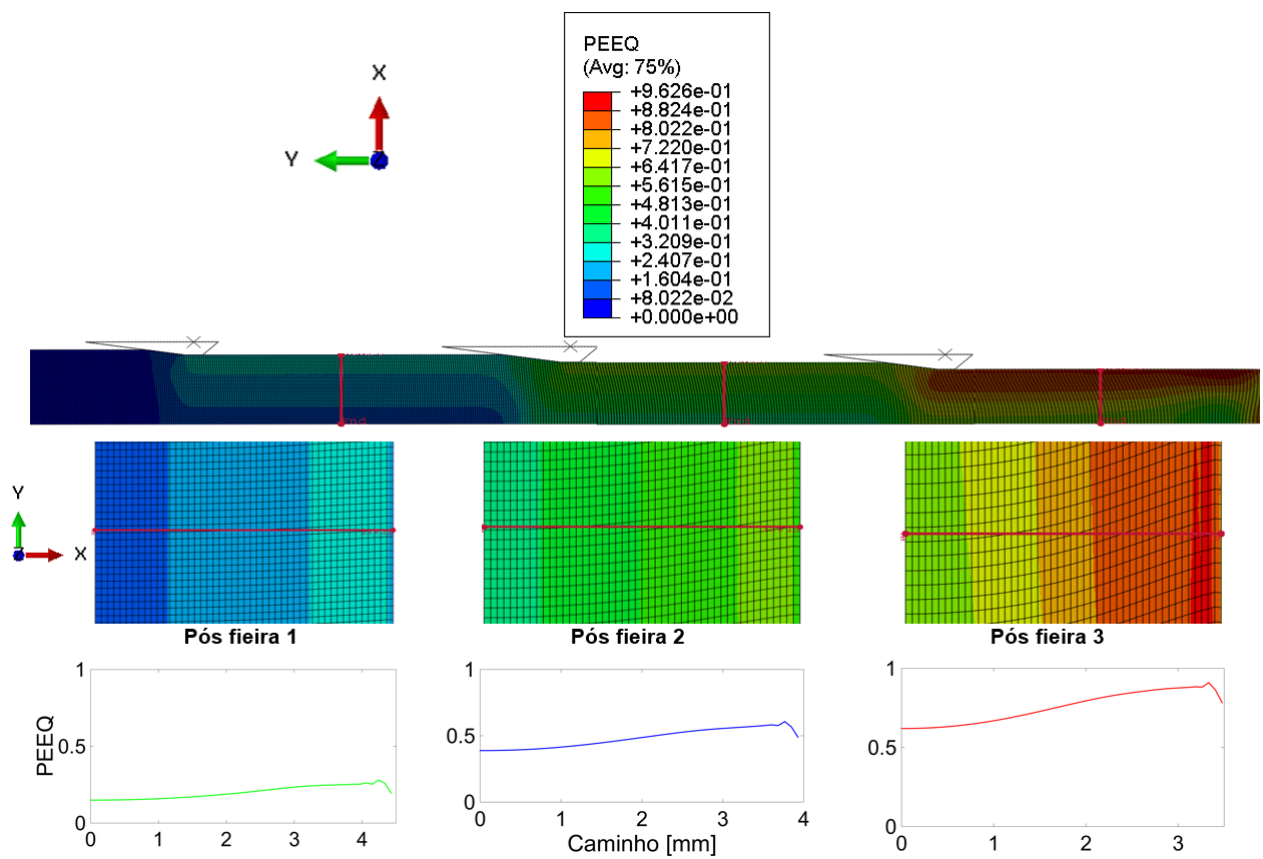 PEEQ
(Avg: 75%)
+9.626e-01
+8.824e-01
+8.022e-01
+7.220e-01
+6.417e-01
+5.615e-01
+4.813e-01
+4.011e-01
+3.209e-01
+2.407e-01
+1.604e-01
+8.022e-02
+0.000e+00
X
Y
Z
Y
X
Pós fieira 1
Pós fieira 2
Pós fieira 3
PEEQ
1
0.5
0
0 1 2 3 4
1
0.5
0
0 1 2 3 4
Caminho [mm]
1
0.5
0
0 1 2 3